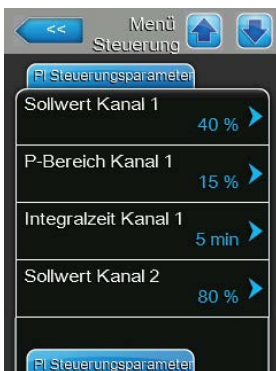 <<
Menü
Steuerung
PI Steuerungsparameter
Sollwert Kanal 1
40 %
P-Bereich Kanal 1
15 %
Integralzeit Kanal 1
5 min
Sollwert Kanal 2
80 %
PI Steuerungsparameter